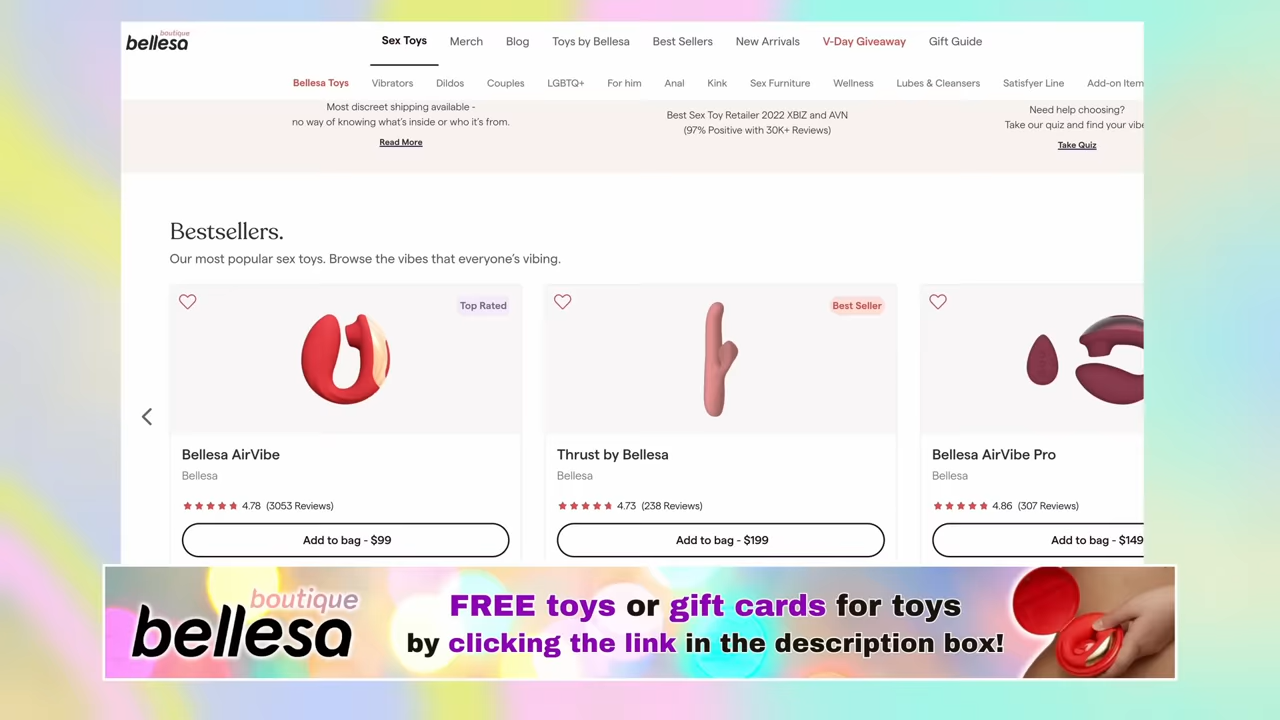 boutique
bellesa
Sex Toys Merch Blog Toys by Bellesa Best Sellers New Arrivals V-Day Giveaway Gift Guide
Bellesa Toys Vibrators Dildos Couples LGBTQ+ For him Anal Kink Sex Furniture Wellness Lubes & Cleansers Satisfyer Line Add-on Item
Most discreet shipping available -
no way of knowing what's inside or who it's from.
Read More
Best Sex Toy Retailer 2022 XBIZ and AVN
(97% Positive with 30K+ Reviews)
Need help choosing?
Take our quiz and find your vibe
Take Quiz
Bestsellers.
Our most popular sex toys. Browse the vibes that everyone's vibing.
Top Rated
Bellesa AirVibe
Bellesa
4.78 (3053 Reviews)
Add to bag - $99
Best Seller
Thrust by Bellesa
Bellesa
4.73 (238 Reviews)
Add to bag - $199
Bellesa AirVibe Pro
Bellesa
4.86 (307 Reviews)
Add to bag - $149
boutique
bellesa
FREE toys or gift cards for toys
by clicking the link in the description box!